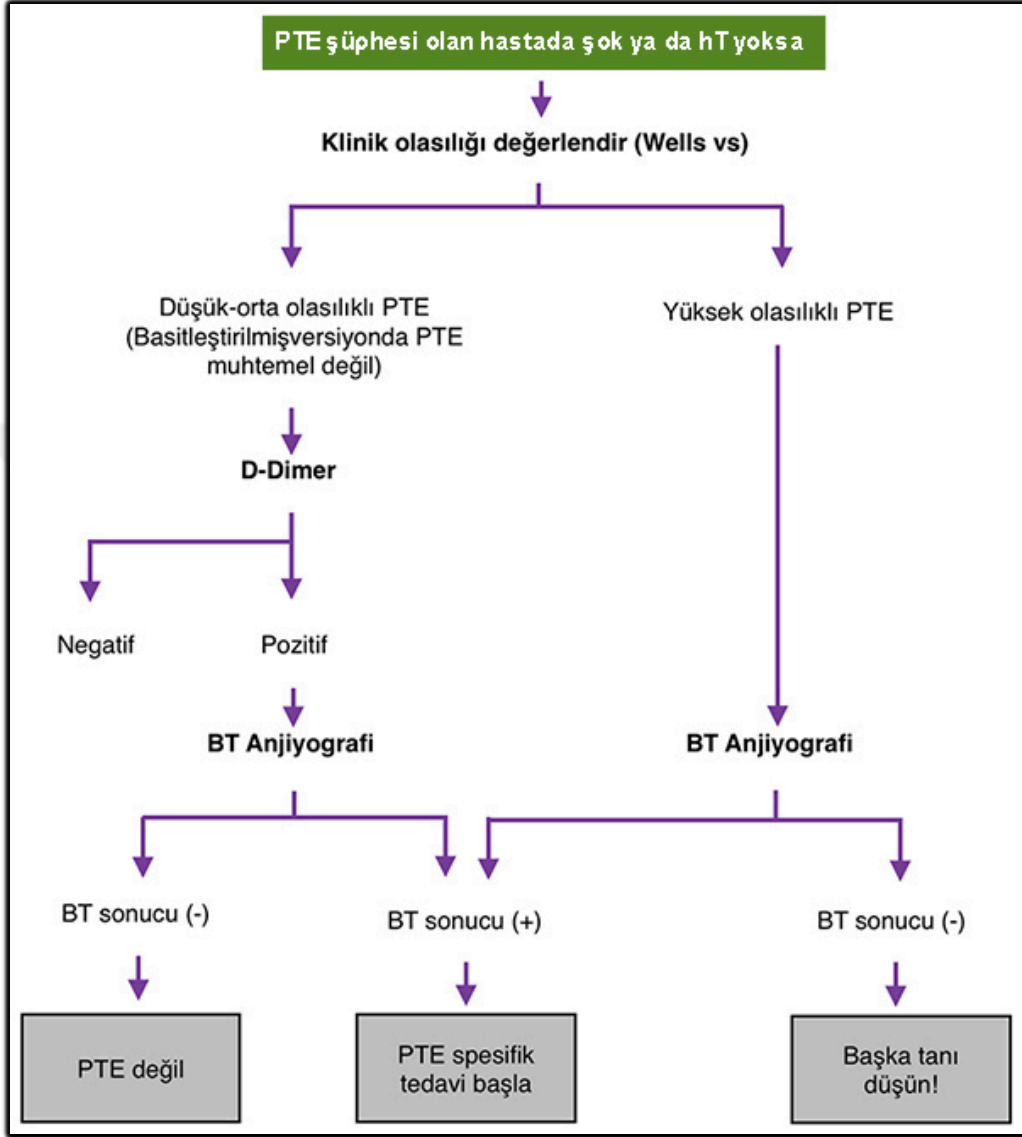 PTE şüphesi olan hastada şok ya da hT yoksa
Klinik olasılığı değerlendir (Wells vs)
Düşük-orta olasılıklı PTE
(Basitleştirilmişversiyonda PTE
muhtemel değil)
Yüksek olasılıklı PTE
D-Dimer
Negatif
Pozitif
BT Anjiyografi
BT Anjiyografi
BT sonucu (-)
BT sonucu (+)
BT sonucu (-)
PTE değil
PTE spesifik
tedavi başla
Başka tanı
düşün!